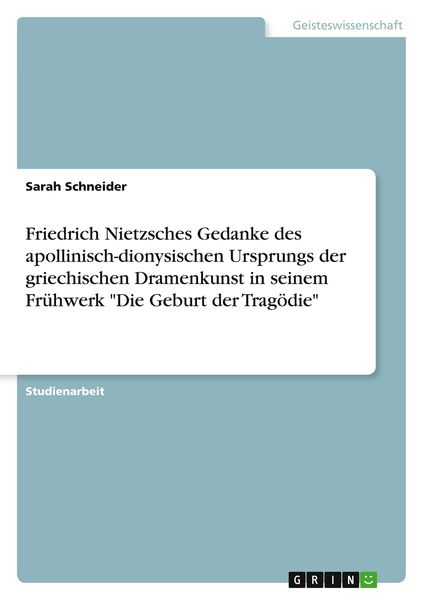 Geisteswissenschaft
Sarah Schneider
Friedrich Nietzsches Gedanke des
apollinisch-dionysischen Ursprungs der
griechischen Dramenkunst in seinem
Frühwerk "Die Geburt der Tragödie"
Studienarbeit
GRIN